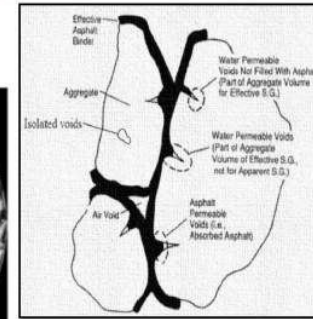 Effective
Asphalt
Binder
Aggregate
Isolated voids
Air Void
Water Permeable
Voids Not Filled With Asphalt
(Part of Aggregate Volume
for Effective S.G.)
Water Permeable Voids
(Part of Aggregate
Volume of Effective S.G.,
not for Apparent S.G.)
Asphalt
Permeable
Voids (i.e.,
Absorbed Asphalt)